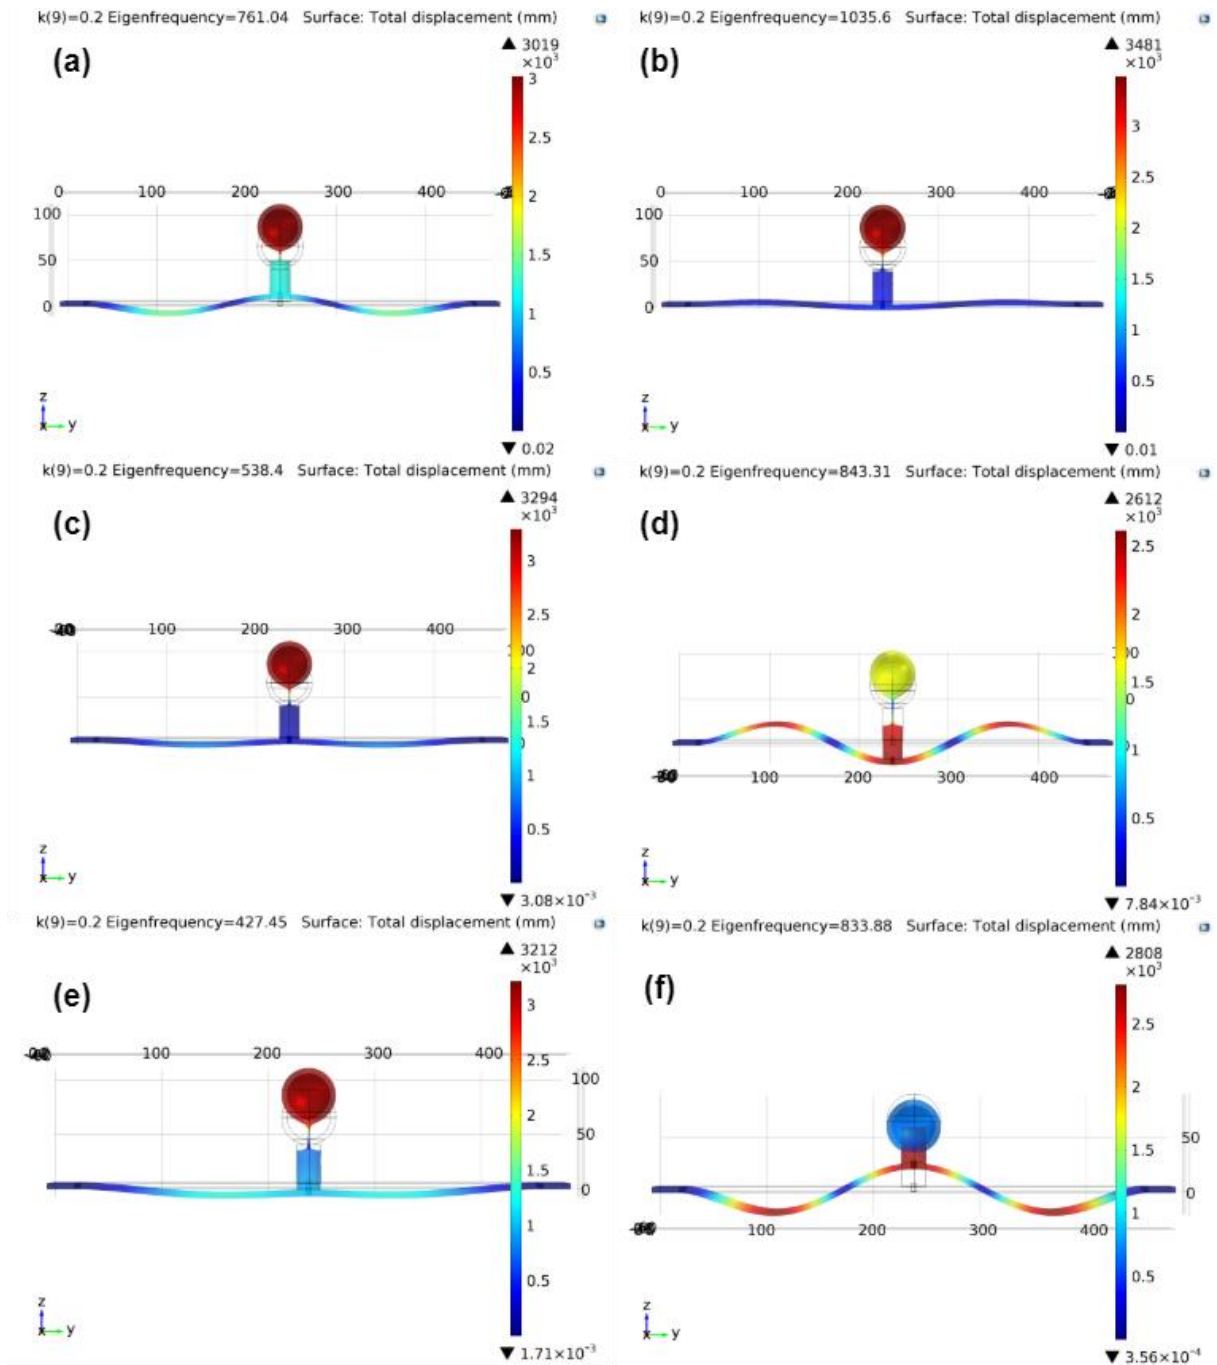 k(9)=0.2 Eigenfrequency=761.04 Surface: Total displacement (mm)
(a)
▲ 3019
×10³
3
2.5
2
1.5
1
0.5
▼ 0.02
0 100 200 300 400
100
50
0
z
x y
k(9)=0.2 Eigenfrequency=1035.6 Surface: Total displacement (mm)
(b)
▲ 3481
×10³
3
2.5
2
1.5
1
0.5
▼ 0.01
0 100 200 300 400
100
50
0
z
x y
k(9)=0.2 Eigenfrequency=538.4 Surface: Total displacement (mm)
(c)
▲ 3294
×10³
3
2.5
2
1.5
1
0.5
▼ 3.08×10⁻³
100 200 300 400
z
x y
k(9)=0.2 Eigenfrequency=843.31 Surface: Total displacement (mm)
(d)
▲ 2612
×10³
2.5
2
1.5
1
0.5
▼ 7.84×10⁻³
100 200 300 400
z
x y
k(9)=0.2 Eigenfrequency=427.45 Surface: Total displacement (mm)
(e)
▲ 3212
×10³
3
2.5
2
1.5
1
0.5
▼ 1.71×10⁻³
100 200 300 400
100
50
0
z
x y
k(9)=0.2 Eigenfrequency=833.88 Surface: Total displacement (mm)
(f)
▲ 2808
×10³
2.5
2
1.5
1
0.5
▼ 3.56×10⁻⁴
100 200 300 400
50
0
z
x y